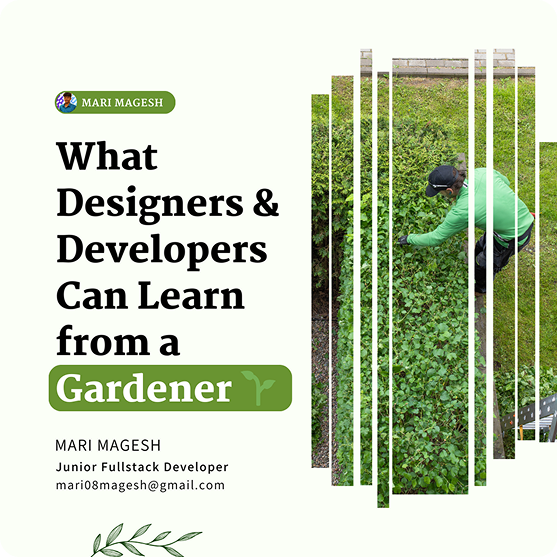 MARI MAGESH
What
Designers &
Developers
Can Learn
from a
Gardener
MARI MAGESH
Junior Fullstack Developer
mari08magesh@gmail.com